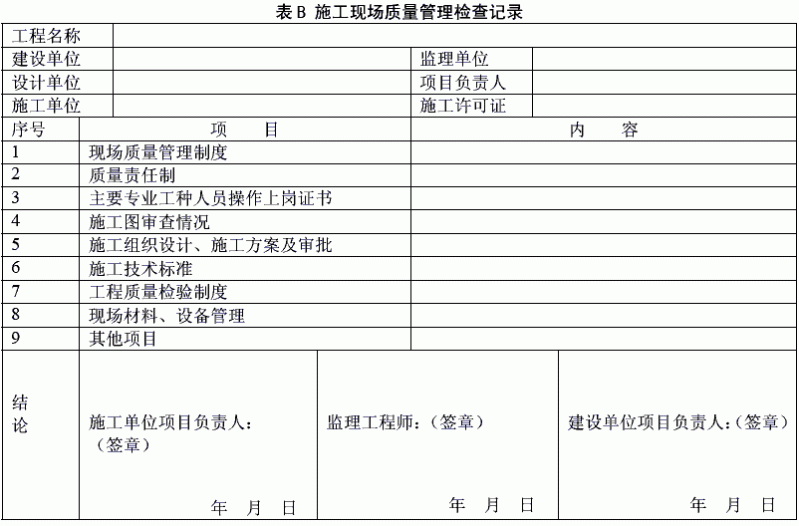 表 B 施工现场质量管理检查记录
工程名称
建设单位 监理单位
设计单位 项目负责人
施工单位 施工许可证
序号 项 目 内 容
1 现场质量管理制度
2 质量责任制
3 主要专业工种人员操作上岗证书
4 施工图审查情况
5 施工组织设计、施工方案及审批
6 施工技术标准
7 工程质量检验制度
8 现场材料、设备管理
9 其他项目
结
论
施工单位项目负责人：
（签章）
年 月 日
监理工程师：（签章）
年 月 日
建设单位项目负责人：（签章）
年 月 日